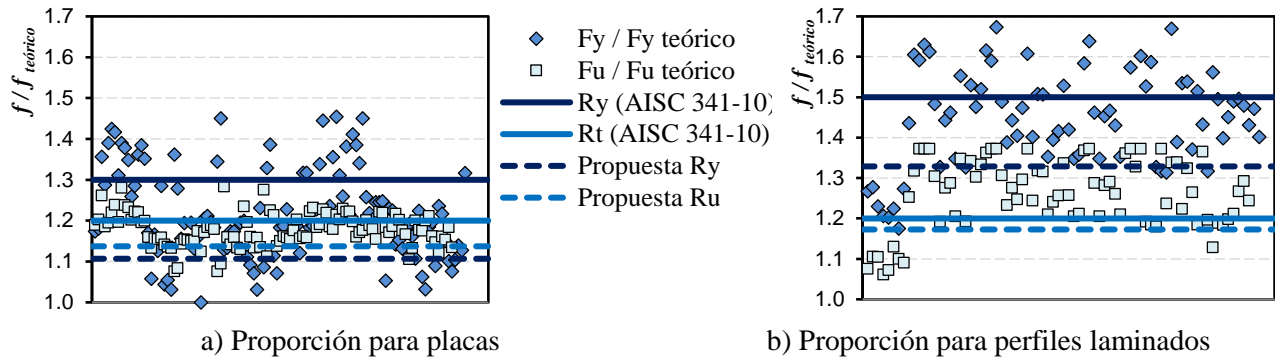 f / f teórico
1.7
1.6
1.5
1.4
1.3
1.2
1.1
1.0
Fy / Fy teórico
Fu / Fu teórico
Ry (AISC 341-10)
Rt (AISC 341-10)
Propuesta Ry
Propuesta Ru
f / f teórico
1.7
1.6
1.5
1.4
1.3
1.2
1.1
1.0
a) Proporción para placas
b) Proporción para perfiles laminados